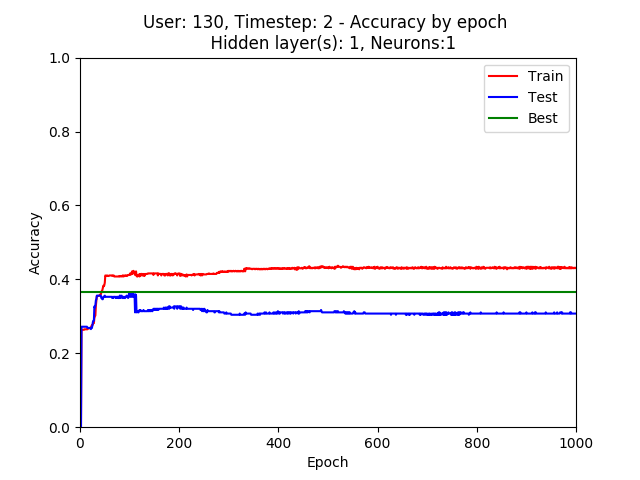 User: 130, Timestep: 2 - Accuracy by epoch
Hidden layer(s): 1, Neurons:1
1.0
0.8
0.6
0.4
0.2
0.0
Accuracy
Train
Test
Best
0
200
400
600
800
1000
Epoch